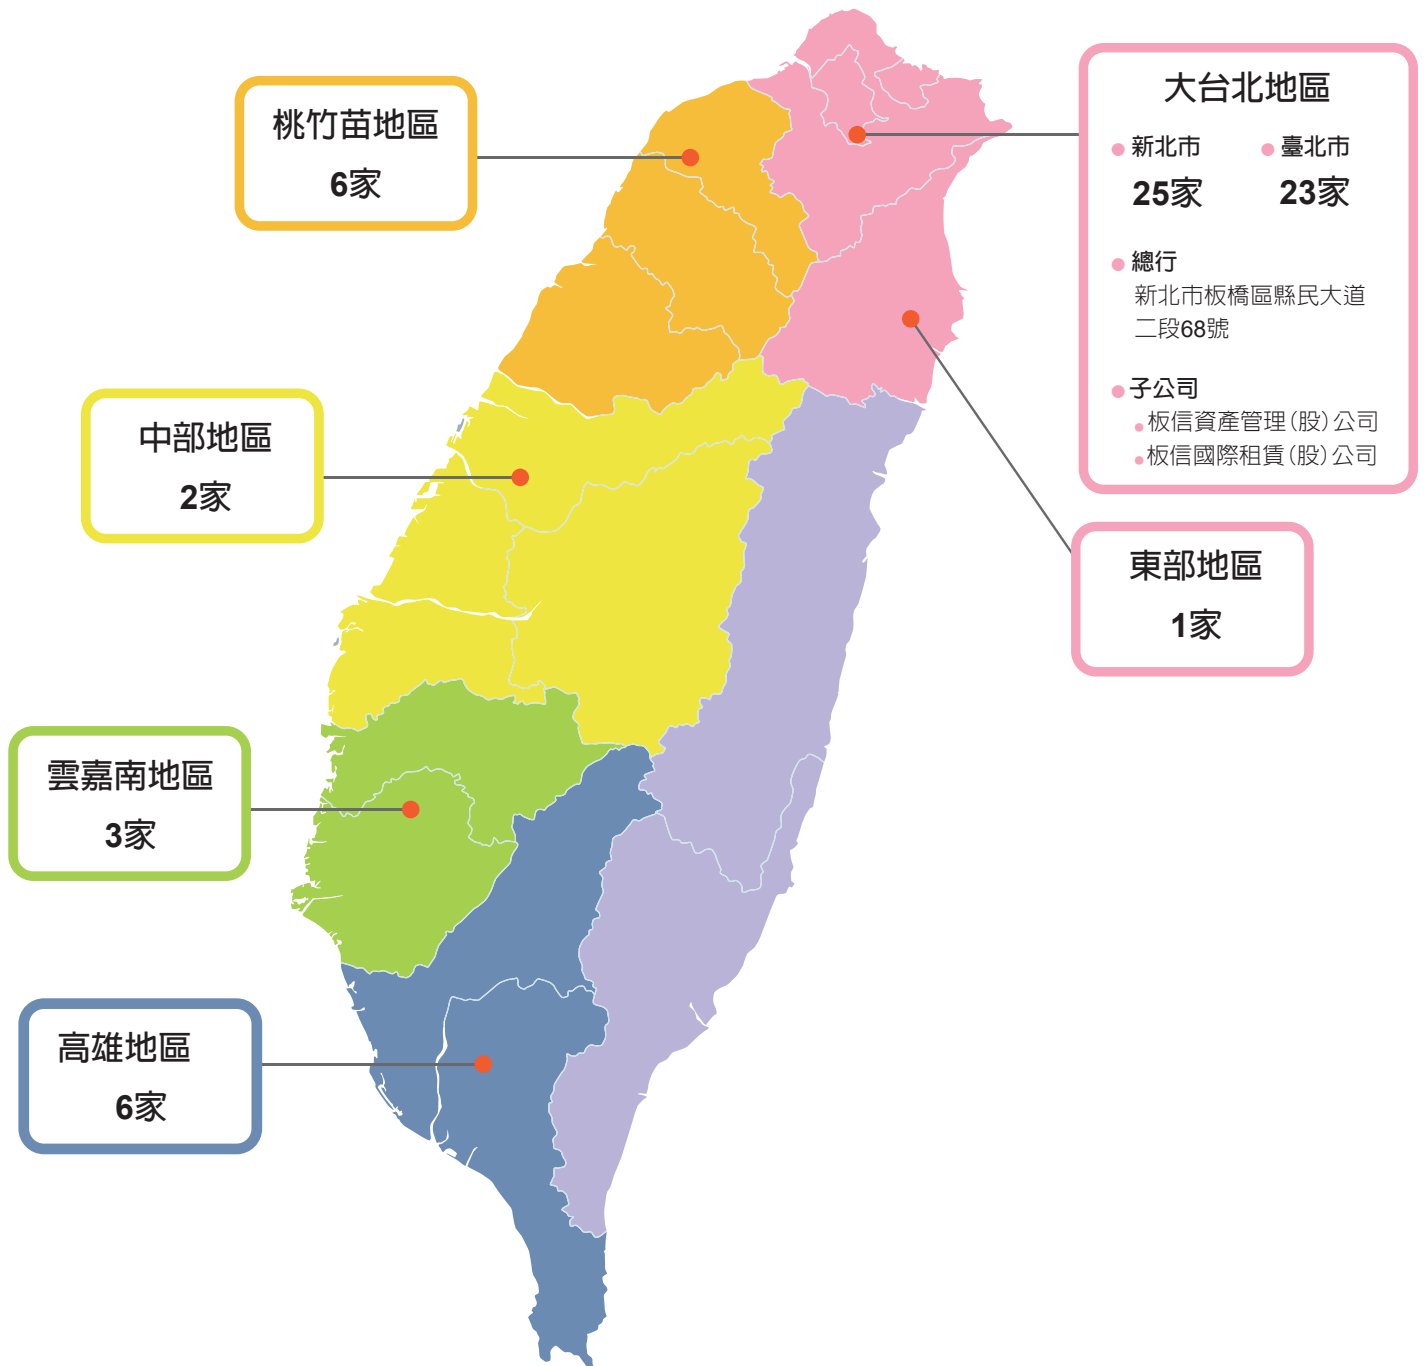 大台北地區
新北市
臺北市
25家
23家
總行
新北市板橋區縣民大道
二段68號
子公司
板信資產管理(股)公司
板信國際租賃(股)公司
桃竹苗地區
6家
中部地區
2家
東部地區
1家
雲嘉南地區
3家
高雄地區
6家